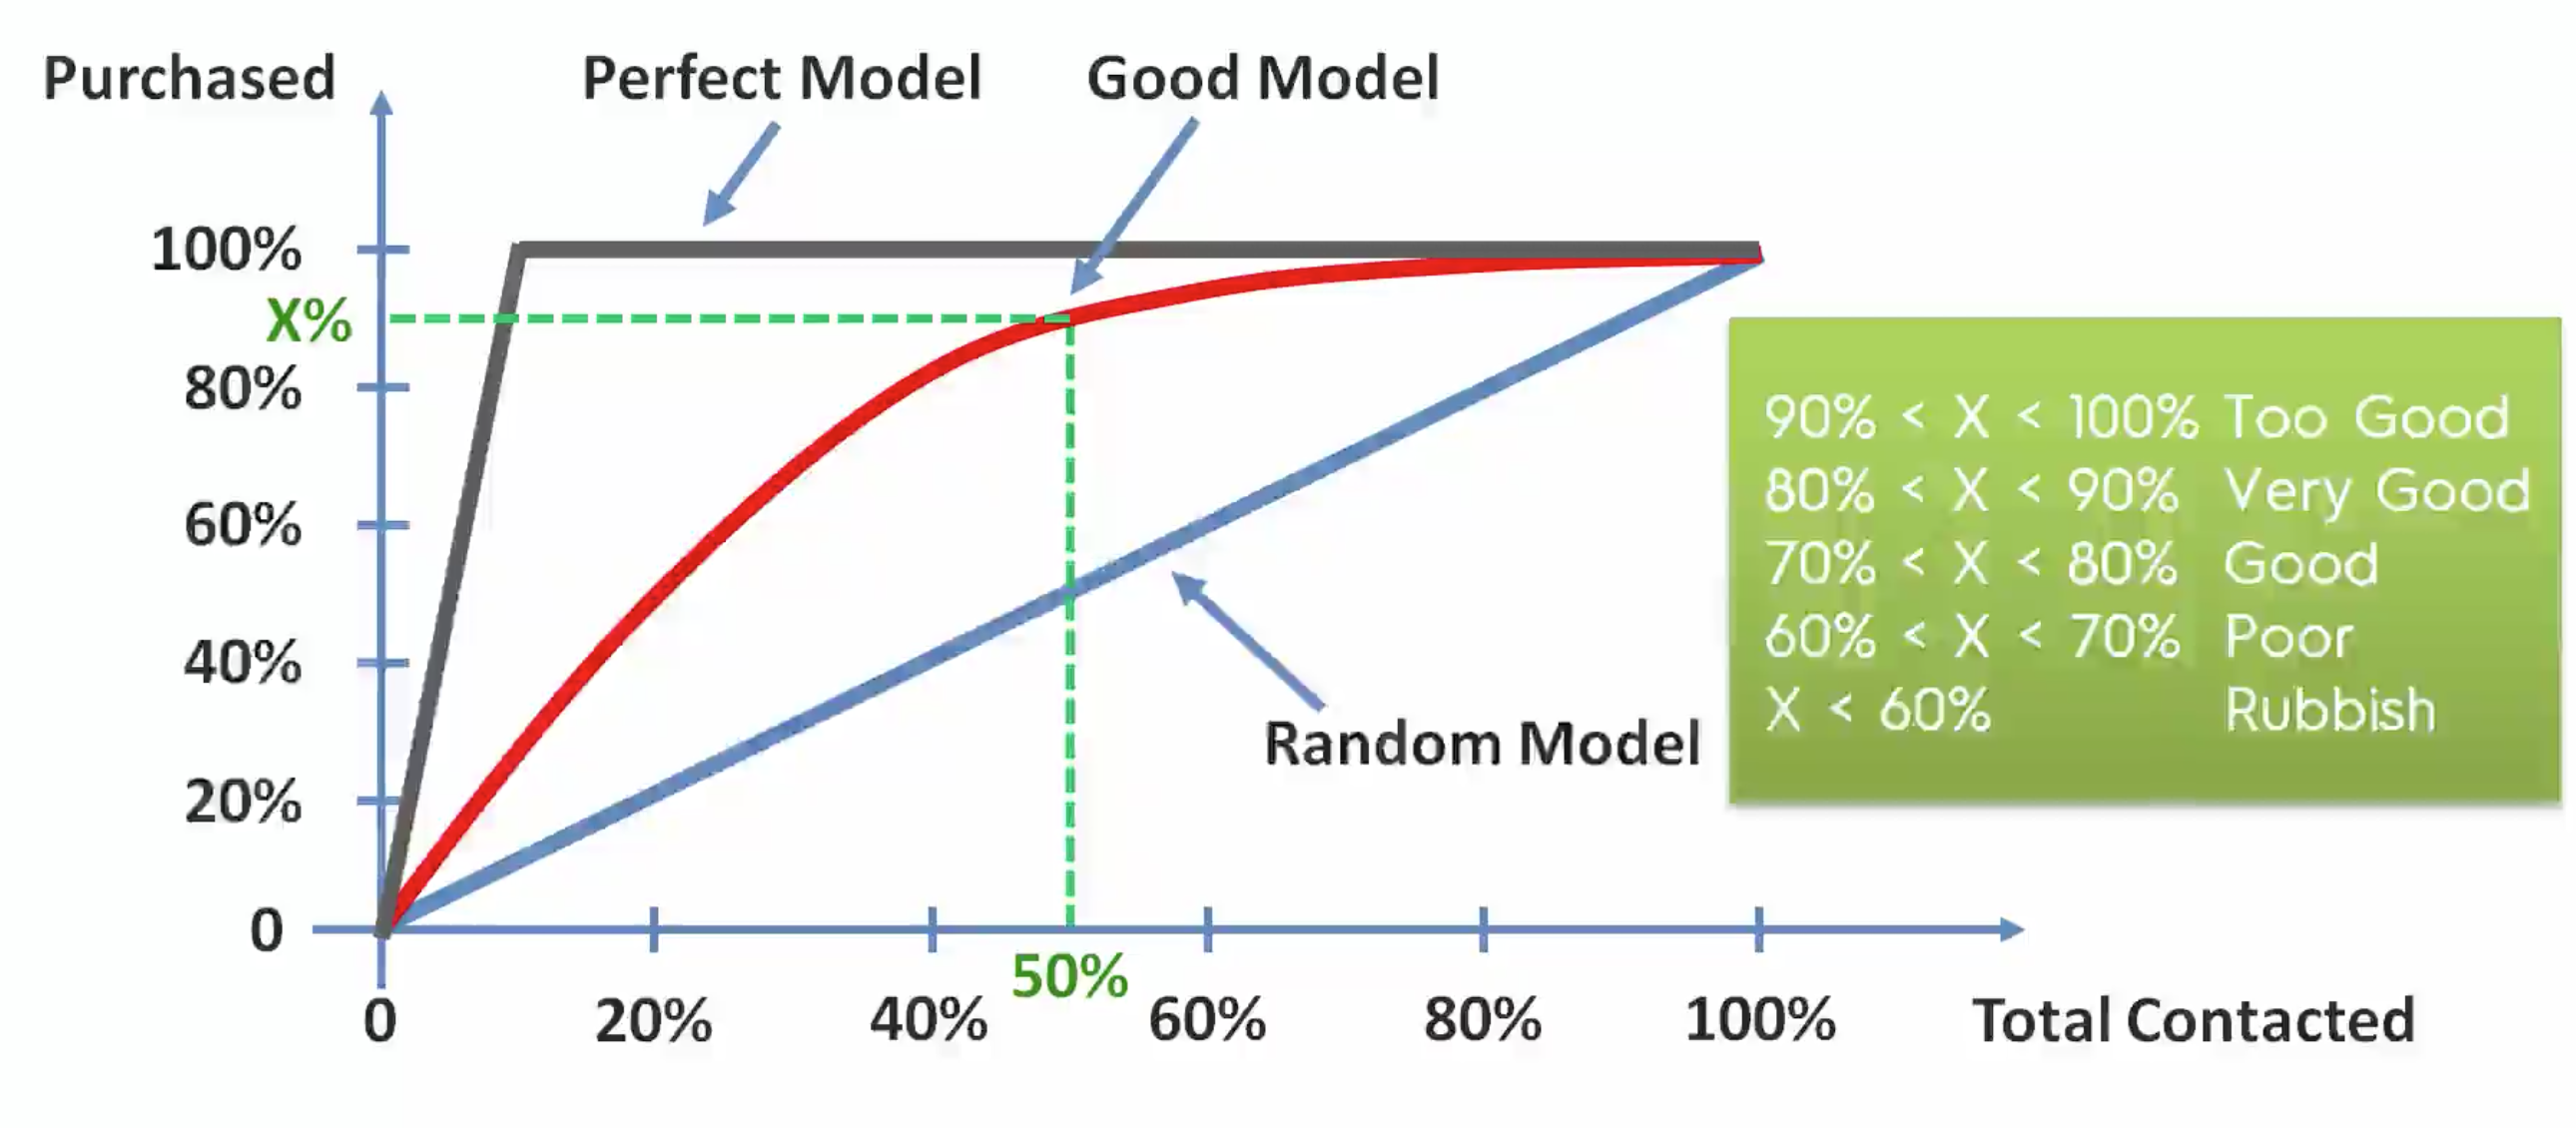 Purchased
Perfect Model
Good Model
100%
X%
80%
60%
40%
20%
0
90% < X < 100% Too Good
80% < X < 90% Very Good
70% < X < 80% Good
60% < X < 70% Poor
X < 60% Rubbish
Random Model
50%
0 20% 40% 60% 80% 100% Total Contacted